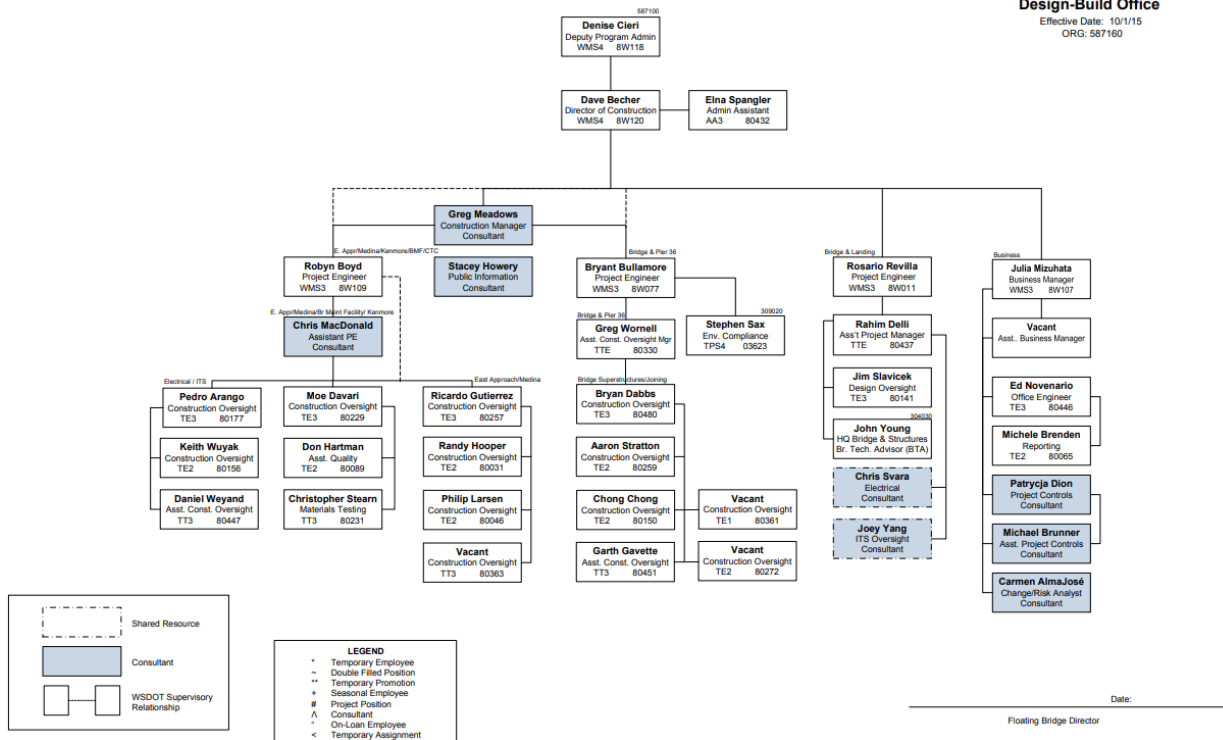 Design-Build Office
Effective Date: 10/1/15
ORG: 587160
587100
Denise Cieri
Deputy Program Admin
WMS4 8W118
Dave Becher
Director of Construction
WMS4 8W120
Elna Spangler
Admin Assistant
AA3 80432
Greg Meadows
Construction Manager
Consultant
E. Appr/Medina/Kenmore/BMF/CTC
Robyn Boyd
Project Engineer
WMS3 8W109
Stacey Howery
Public Information
Consultant
Bridge & Pier 36
Bryant Bullamore
Project Engineer
WMS3 8W077
Bridge & Landing
Rosario Revilla
Project Engineer
WMS3 8W011
Business
Julia Mizuhata
Business Manager
WMS3 8W107
E. Appr/Medina/Br Maint Facility/ Kenmore
Chris MacDonald
Assistant PE
Consultant
Bridge & Pier 36
Greg Wornell
Asst. Const. Oversight Mgr
TTE 80330
309020
Stephen Sax
Env. Compliance
TPS4 03623
Rahim Delli
Ass't Project Manager
TTE 80437
Vacant
Asst.. Business Manager
Electrical / ITS
Pedro Arango
Construction Oversight
TE3 80177
Moe Davari
Construction Oversight
TE3 80229
East Approach/Medina
Ricardo Gutierrez
Construction Oversight
TE3 80257
Bridge Superstructures/Joining
Bryan Dabbs
Construction Oversight
TE3 80480
Jim Slavicek
Design Oversight
TE3 80141
Ed Novenario
Office Engineer
TE3 80446
Keith Wuyak
Construction Oversight
TE2 80156
Don Hartman
Asst. Quality
TE2 80089
Randy Hooper
Construction Oversight
TE2 80031
Aaron Stratton
Construction Oversight
TE2 80259
304030
John Young
HQ Bridge & Structures
Br. Tech. Advisor (BTA)
Michele Brenden
Reporting
TE2 80065
Daniel Weyand
Asst. Const. Oversight
TT3 80447
Christopher Stearn
Materials Testing
TT3 80231
Philip Larsen
Construction Oversight
TE2 80046
Chong Chong
Construction Oversight
TE2 80150
Vacant
Construction Oversight
TE1 80361
Chris Svara
Electrical
Consultant
Patrycja Dion
Project Controls
Consultant
Vacant
Construction Oversight
TT3 80363
Garth Gavette
Asst. Const. Oversight
TT3 80451
Vacant
Construction Oversight
TE2 80272
Joey Yang
ITS Oversight
Consultant
Michael Brunner
Asst. Project Controls
Consultant
Carmen AlmaJosé
Change/Risk Analyst
Consultant
Shared Resource
Consultant
WSDOT Supervisory
Relationship
LEGEND
* Temporary Employee
~ Double Filled Position
** Temporary Promotion
+ Seasonal Employee
# Project Position
Λ Consultant
" On-Loan Employee
< Temporary Assignment
Date:
Floating Bridge Director